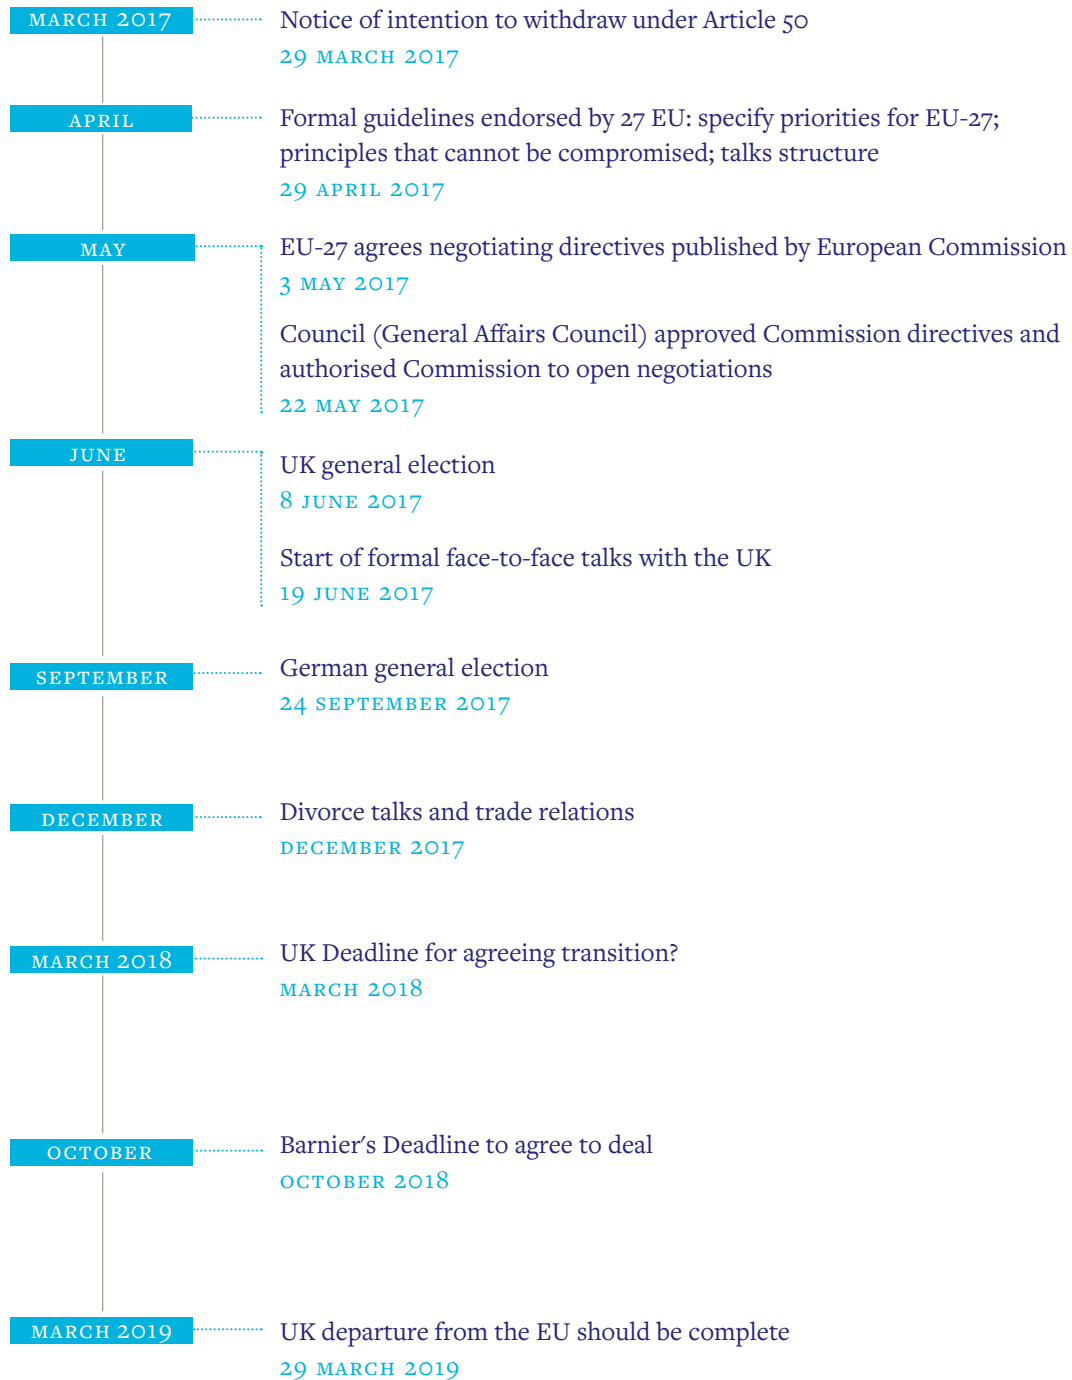 MARCH 2017
Notice of intention to withdraw under Article 50
29 MARCH 2017
APRIL
Formal guidelines endorsed by 27 EU: specify priorities for EU-27;
principles that cannot be compromised; talks structure
29 APRIL 2017
MAY
EU-27 agrees negotiating directives published by European Commission
3 MAY 2017
Council (General Affairs Council) approved Commission directives and
authorised Commission to open negotiations
22 MAY 2017
JUNE
UK general election
8 JUNE 2017
Start of formal face-to-face talks with the UK
19 JUNE 2017
SEPTEMBER
German general election
24 SEPTEMBER 2017
DECEMBER
Divorce talks and trade relations
DECEMBER 2017
MARCH 2018
UK Deadline for agreeing transition?
MARCH 2018
OCTOBER
Barnier's Deadline to agree to deal
OCTOBER 2018
MARCH 2019
UK departure from the EU should be complete
29 MARCH 2019